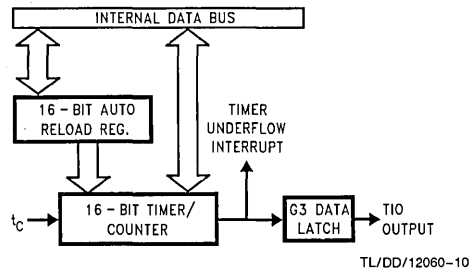 INTERNAL DATA BUS
16-BIT AUTO
RELOAD REG.
TIMER
UNDERFLOW
INTERRUPT
tC
16-BIT TIMER/
COUNTER
G3 DATA
LATCH
TIO
OUTPUT
TL/DD/12060-10